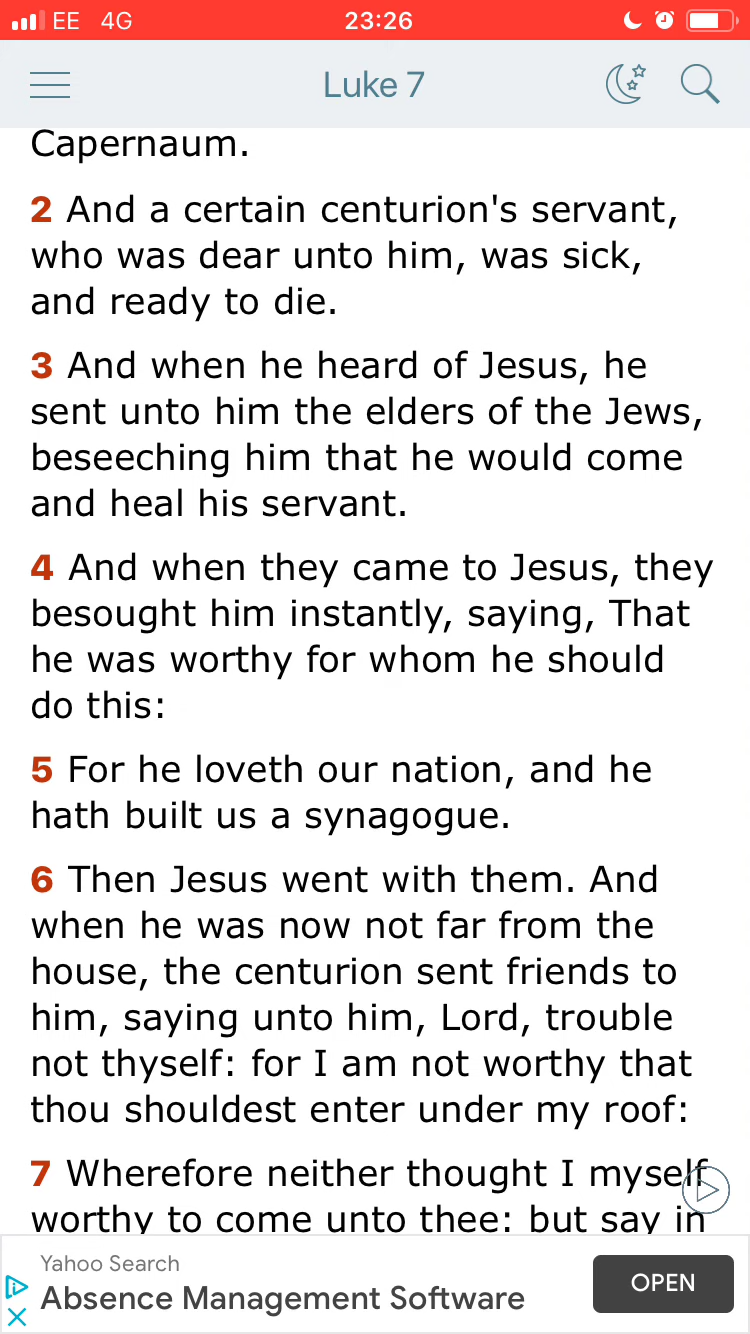 EE 4G 23:26
Luke 7
Capernaum.
2 And a certain centurion's servant,
who was dear unto him, was sick,
and ready to die.
3 And when he heard of Jesus, he
sent unto him the elders of the Jews,
beseeching him that he would come
and heal his servant.
4 And when they came to Jesus, they
besought him instantly, saying, That
he was worthy for whom he should
do this:
5 For he loveth our nation, and he
hath built us a synagogue.
6 Then Jesus went with them. And
when he was now not far from the
house, the centurion sent friends to
him, saying unto him, Lord, trouble
not thyself: for I am not worthy that
thou shouldest enter under my roof:
7 Wherefore neither thought I myself
worthy to come unto thee: but say in
Yahoo Search
Absence Management Software
OPEN